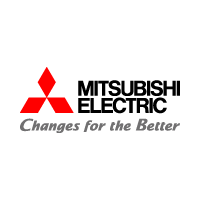 MITSUBISHI
ELECTRIC
Changes for the Better